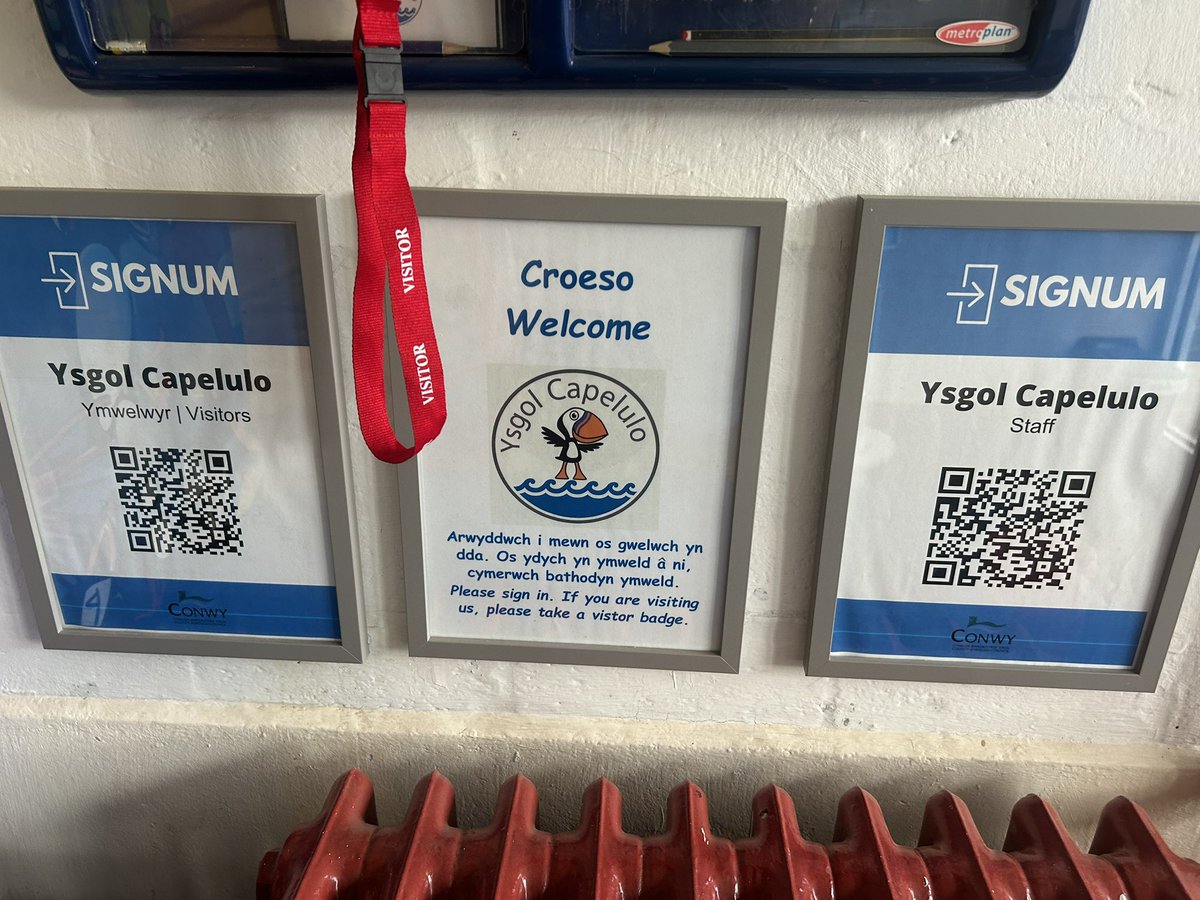 metroplan
VISITOR
VISITOR
SIGNUM
Ysgol Capelulo
Ymwelwyr | Visitors
CONWY
Croeso
Welcome
Ysgol Capelulo
Arwyddwch i mewn os gwelwch yn
dda. Os ydych yn ymweld â ni,
cymerwch bathodyn ymweld.
Please sign in. If you are visiting
us, please take a vistor badge.
SIGNUM
Ysgol Capelulo
Staff
CONWY